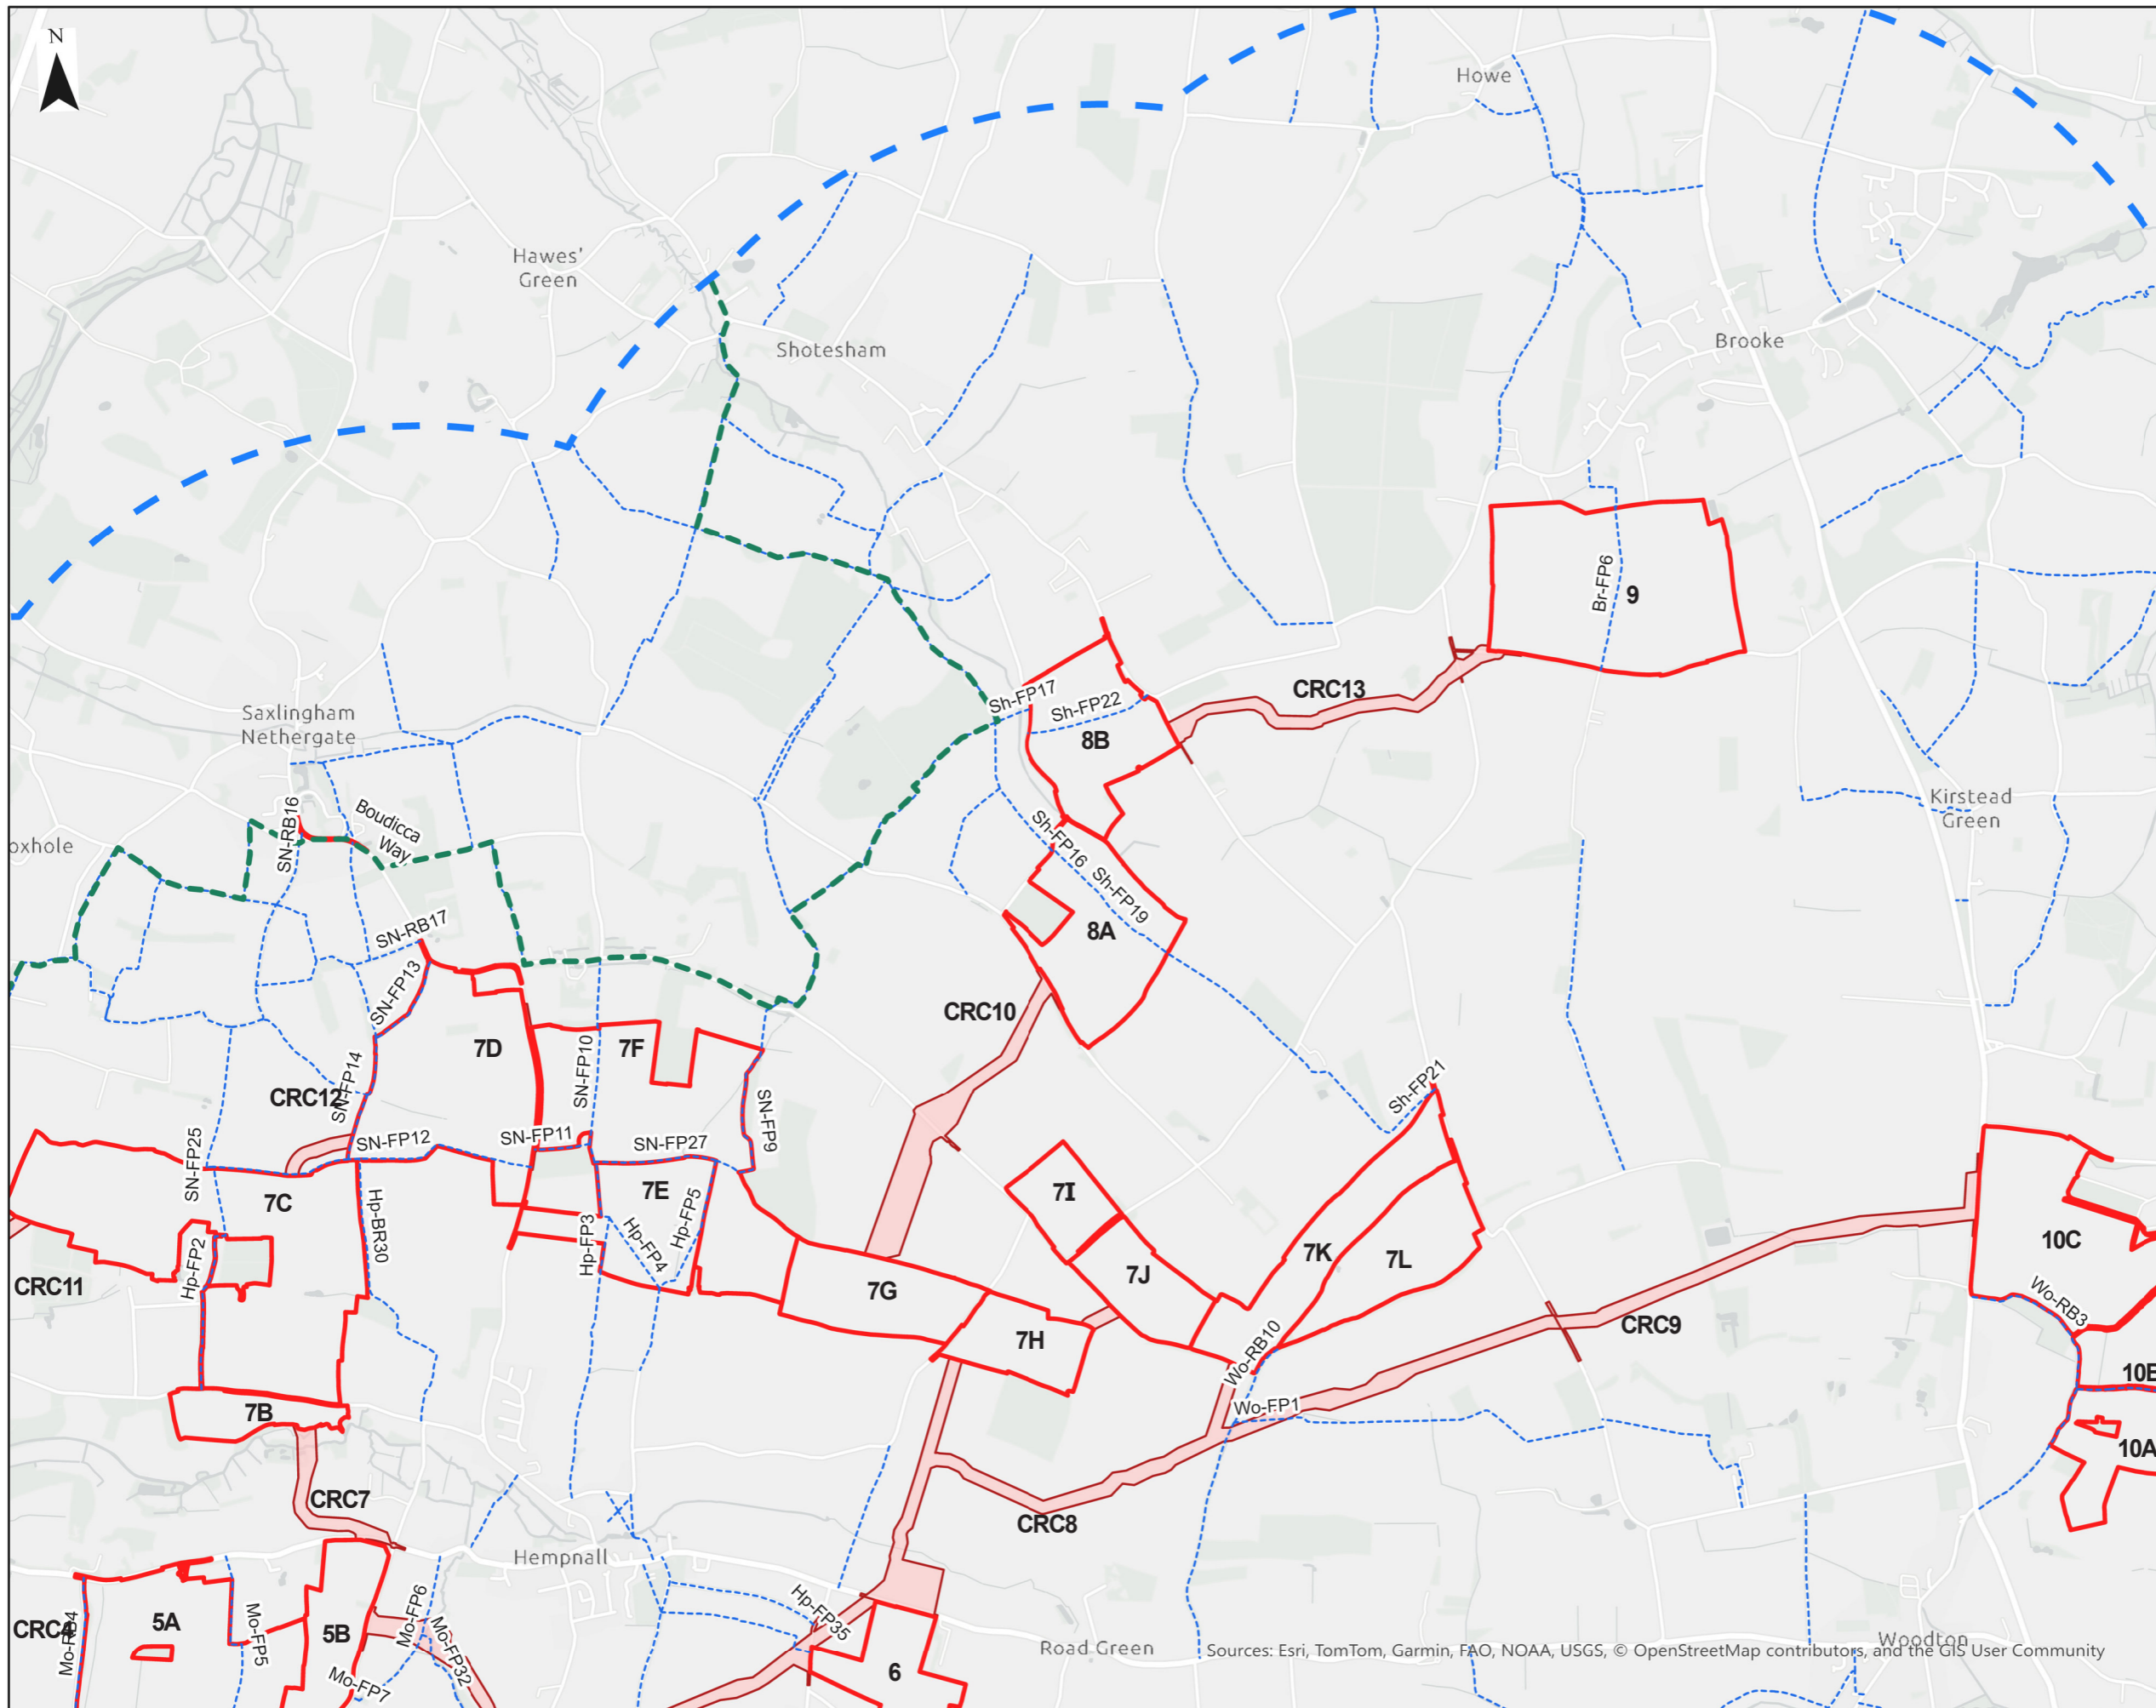 N
Howe
Hawes'
Green
Shotesham
Brooke
Br-FP6
9
Sh-FP17
Sh-FP22
CRC13
8B
Saxlingham
Nethergate
Kirstead
Green
SN-RB16
Boudicca
Way
oxhole
Sh-FP16
Sh-FP19
8A
SN-RB17
SN-FP13
CRC10
7D
SN-FP10
7F
CRC12
SN-FP14
SN-FP9
Sh-FP21
SN-FP25
SN-FP12
SN-FP11
SN-FP27
7C
Hp-BR30
7E
Hp-FP3
Hp-FP4
Hp-FP5
7I
7J
7K
7L
10C
Hp-FP2
CRC11
7G
7H
Wo-RB3
CRC9
Wo-RB10
Wo-FP1
7B
10A
CRC7
CRC8
Hempnall
Mo-RB4
5A
Mo-FP5
5B
Mo-FP6
Mo-FP32
Mo-FP7
Hp-FP35
6
Road Green
Woodton
Sources: Esri, TomTom, Garmin, FAO, NOAA, USGS, © OpenStreetMap contributors, and the GIS User Community